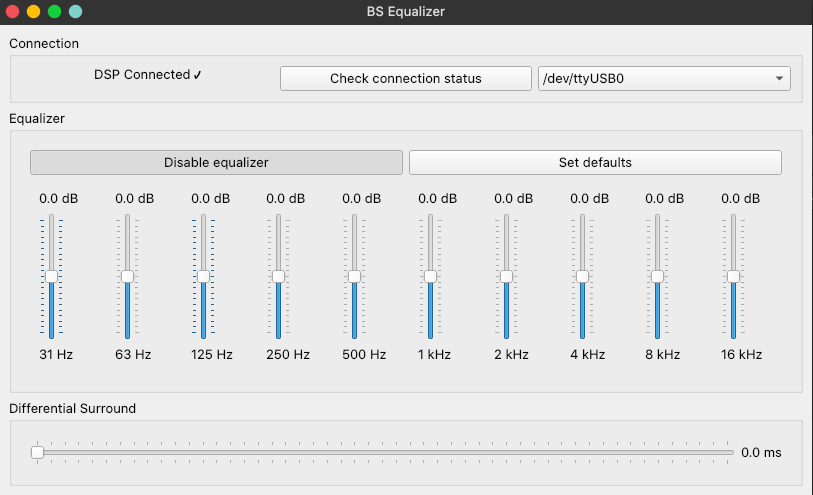 BS Equalizer
Connection
DSP Connected ✓
Check connection status
/dev/ttyUSB0
Equalizer
Disable equalizer
Set defaults
0.0 dB 0.0 dB 0.0 dB 0.0 dB 0.0 dB 0.0 dB 0.0 dB 0.0 dB 0.0 dB 0.0 dB
31 Hz 63 Hz 125 Hz 250 Hz 500 Hz 1 kHz 2 kHz 4 kHz 8 kHz 16 kHz
Differential Surround
0.0 ms